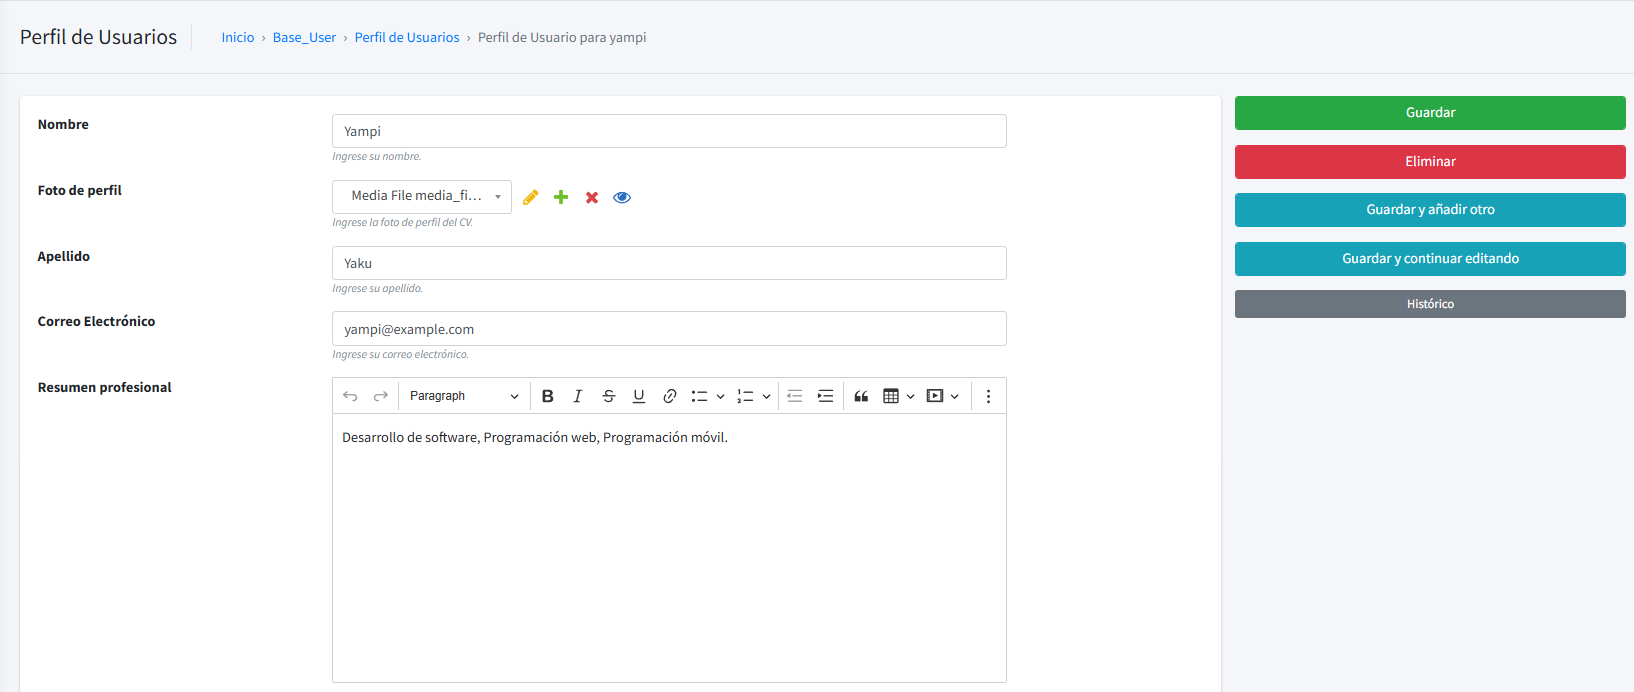 Perfil de Usuarios
Inicio › Base_User › Perfil de Usuarios › Perfil de Usuario para yampi
Nombre
Yampi
Ingrese su nombre.
Foto de perfil
Media File media_fi...
Ingrese la foto de perfil del CV.
Apellido
Yaku
Ingrese su apellido.
Correo Electrónico
yampi@example.com
Ingrese su correo electrónico.
Resumen profesional
Paragraph
Desarrollo de software, Programación web, Programación móvil.
Guardar
Eliminar
Guardar y añadir otro
Guardar y continuar editando
Histórico